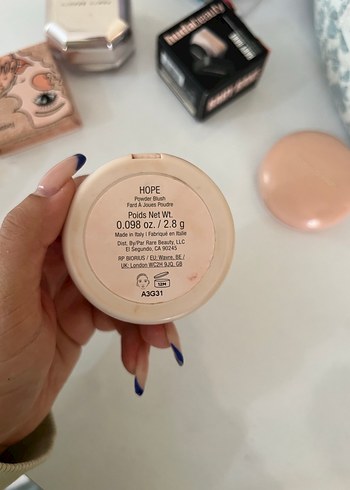 hudabeauty
HOPE
Powder Blush
Fard À Joues Poudre
Poids Net Wt.
0.098 oz. / 2.8 g
Made in Italy | Fabriqué en Italie
Dist. By/Par Rare Beauty, LLC
El Segundo, CA 90245
RP BIORIUS / EU: Wavre, BE /
UK: London WC2H 9JQ, GB
12M
A3G31